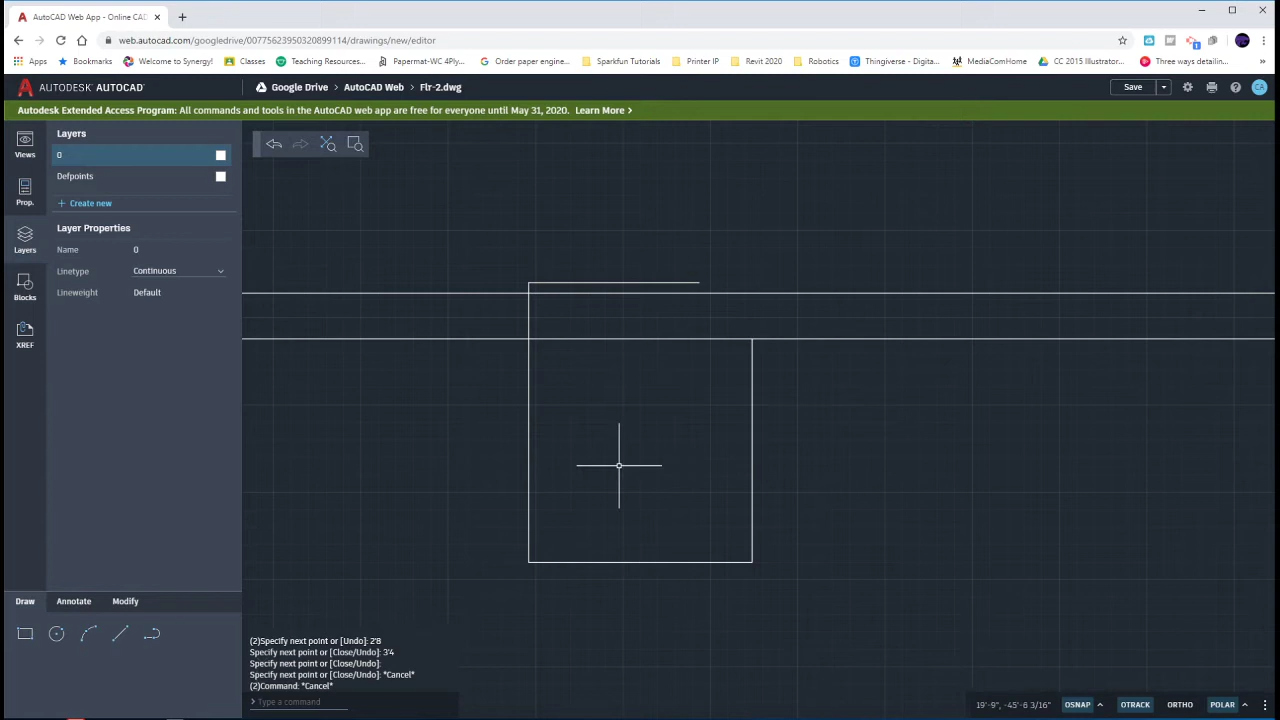 AutoCAD Web App - Online CAD
web.autocad.com/googledrive/00775623950320899114/drawings/new/editor
Apps
Bookmarks
Welcome to Synergy!
Classes
Teaching Resources...
Papermat-WC 4Ply...
Order paper engine...
Sparkfun Tutorials
Printer IP
Revit 2020
Robotics
Thingiverse - Digita...
MediaComHome
CC 2015 Illustrator...
Three ways detailin...
AUTODESK® AUTOCAD®
Google Drive
AutoCAD Web
Flr-2.dwg
Save
CA
Autodesk Extended Access Program: All commands and tools in the AutoCAD web app are free for everyone until May 31, 2020. Learn More >
Views
Prop.
Layers
Blocks
XREF
Layers
0
Defpoints
+ Create new
Layer Properties
Name 0
Linetype Continuous
Lineweight Default
Draw
Annotate
Modify
(2)Specify next point or [Undo]: 2'8
Specify next point or [Close/Undo]: 3'4
Specify next point or [Close/Undo]:
Specify next point or [Close/Undo]: *Cancel*
(2)Command: *Cancel*
> Type a command
19'-9", -45'-6 3/16"
OSNAP
OTRACK
ORTHO
POLAR